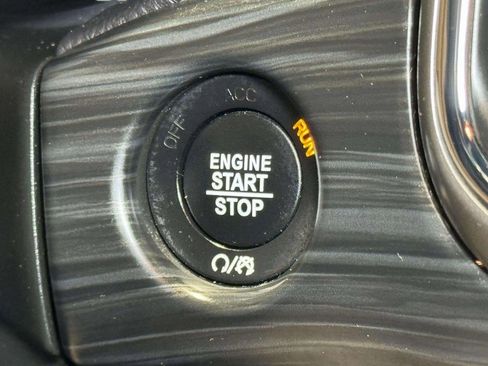 OFF
ACC
RUN
ENGINE
START
STOP